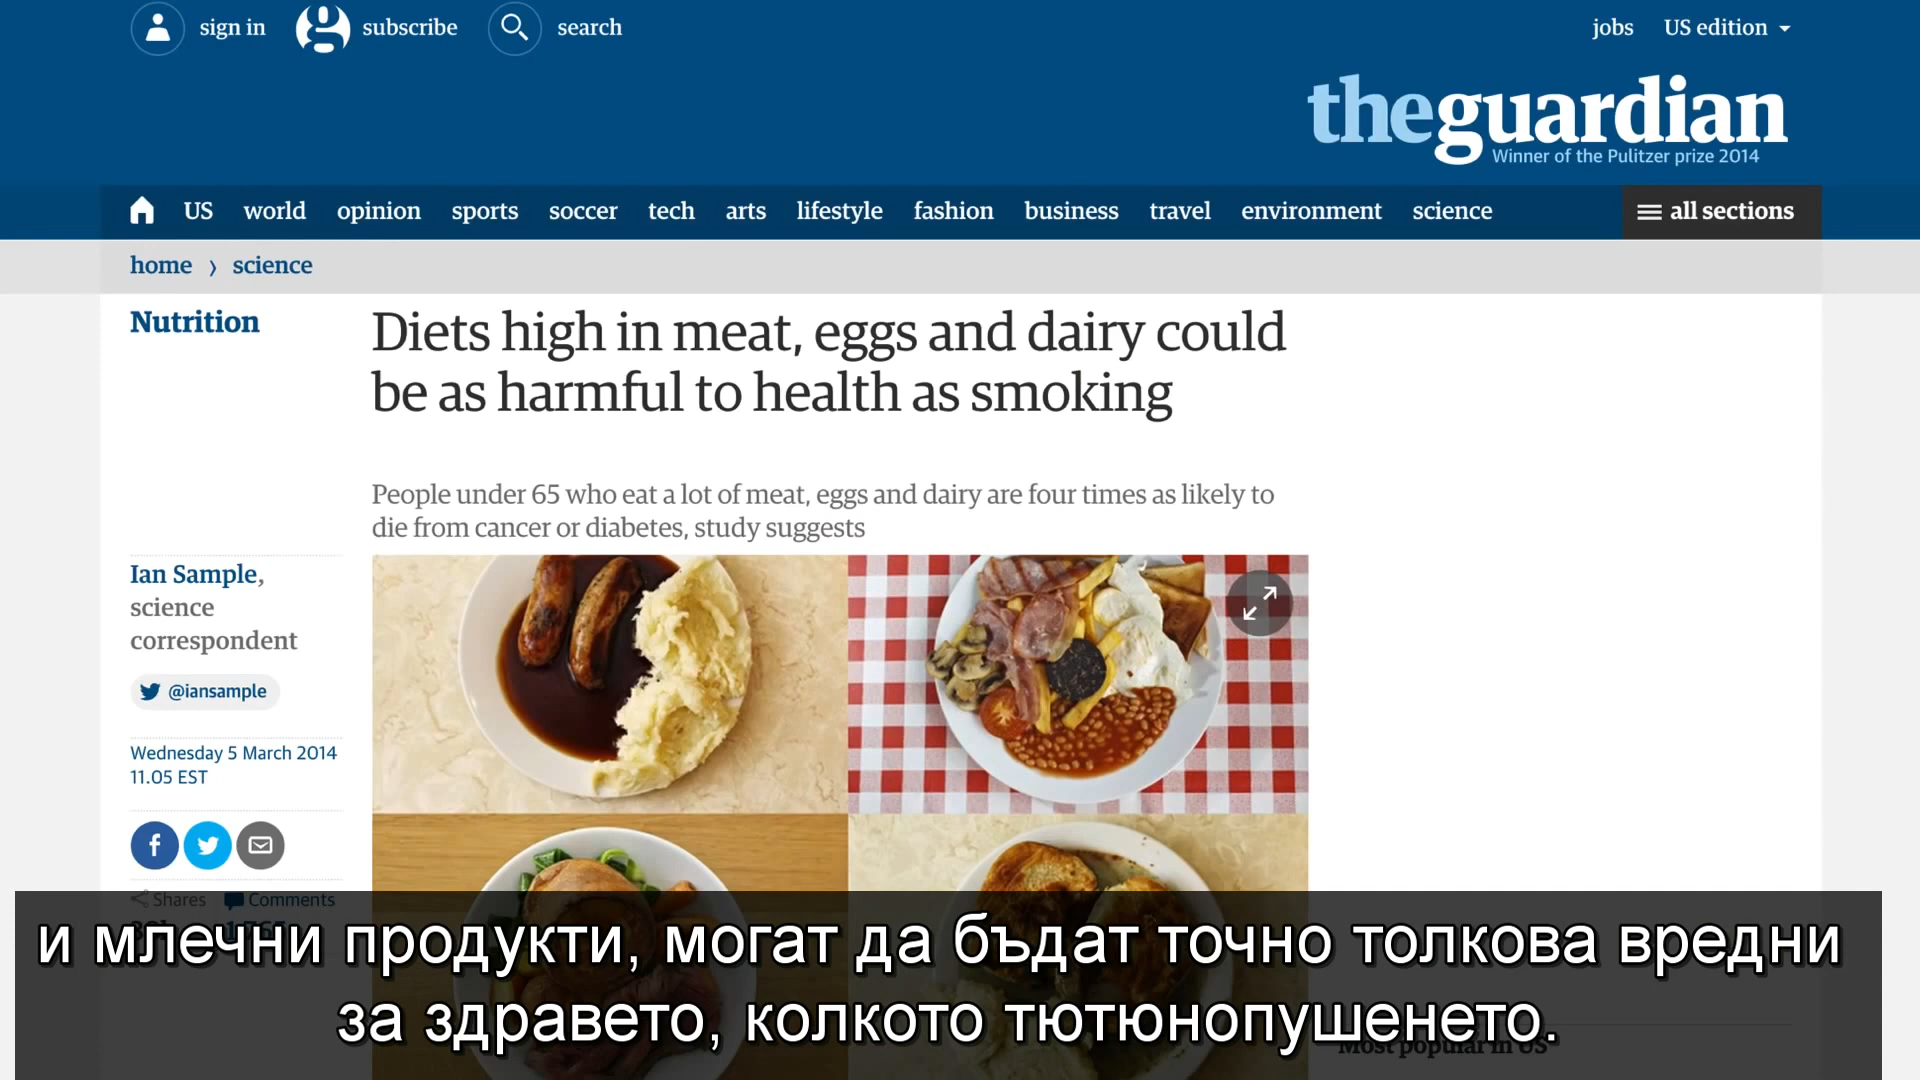 sign in
subscribe
search
jobs
US edition
theguardian
Winner of the Pulitzer prize 2014
US world opinion sports soccer tech arts lifestyle fashion business travel environment science
all sections
home › science
Nutrition
Diets high in meat, eggs and dairy could
be as harmful to health as smoking
People under 65 who eat a lot of meat, eggs and dairy are four times as likely to
die from cancer or diabetes, study suggests
Ian Sample,
science
correspondent
@iansample
Wednesday 5 March 2014
11.05 EST
Shares Comments
и млечни продукти, могат да бъдат точно толкова вредни
за здравето, колкото тютюнопушенето.
Most popular in US